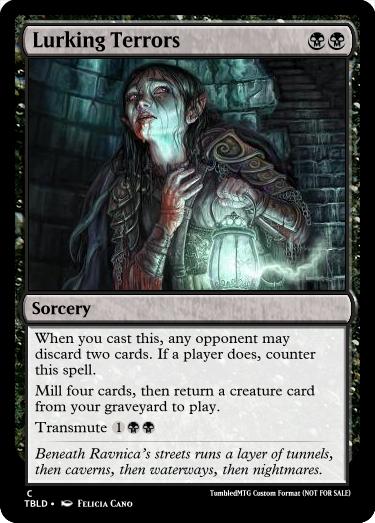 Lurking Terrors
Sorcery
When you cast this, any opponent may
discard two cards. If a player does, counter
this spell.
Mill four cards, then return a creature card
from your graveyard to play.
Transmute 1
Beneath Ravnica's streets runs a layer of tunnels,
then caverns, then waterways, then nightmares.
C
TBLD • Felicia Cano
TumbledMTG Custom Format (NOT FOR SALE)